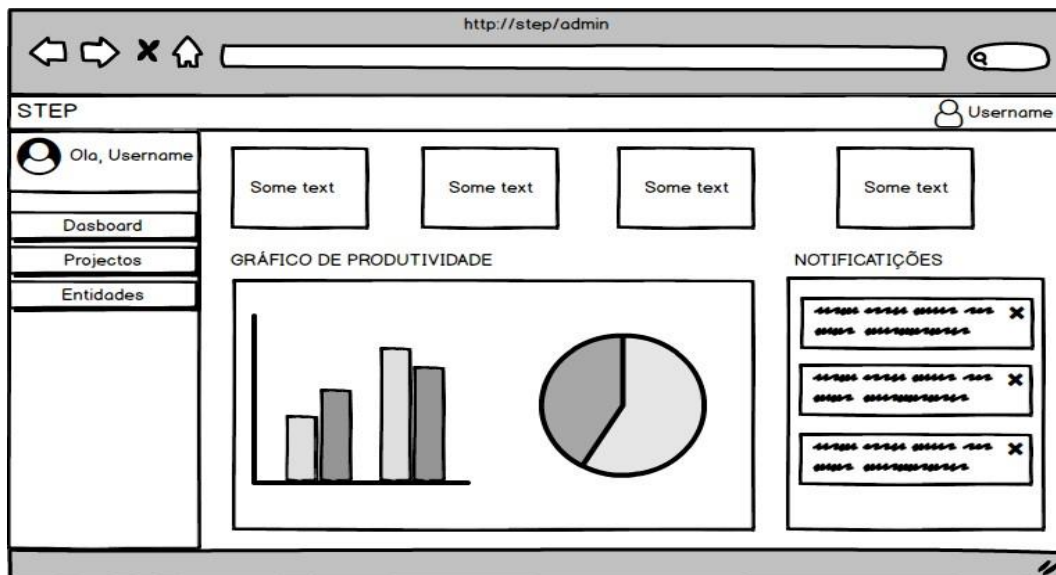 http://step/admin
STEP
Username
Ola, Username
Dasboard
Projectos
Entidades
Some text
Some text
Some text
Some text
GRÁFICO DE PRODUTIVIDADE
NOTIFICATIÇÕES